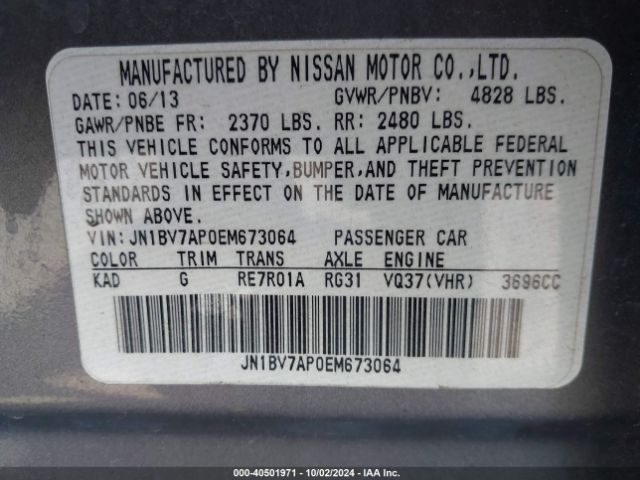 MANUFACTURED BY NISSAN MOTOR CO.,LTD.
DATE: 06/13 GVWR/PNBV: 4828 LBS.
GAWR/PNBE FR: 2370 LBS. RR: 2480 LBS.
THIS VEHICLE CONFORMS TO ALL APPLICABLE FEDERAL
MOTOR VEHICLE SAFETY,BUMPER,AND THEFT PREVENTION
STANDARDS IN EFFECT ON THE DATE OF MANUFACTURE
SHOWN ABOVE.
VIN:JN1BV7AP0EM673064 PASSENGER CAR
COLOR TRIM TRANS AXLE ENGINE
KAD G RE7R01A RG31 VQ37(VHR) 3696CC
JN1BV7AP0EM673064
000-40501971 - 10/02/2024 - IAA Inc.